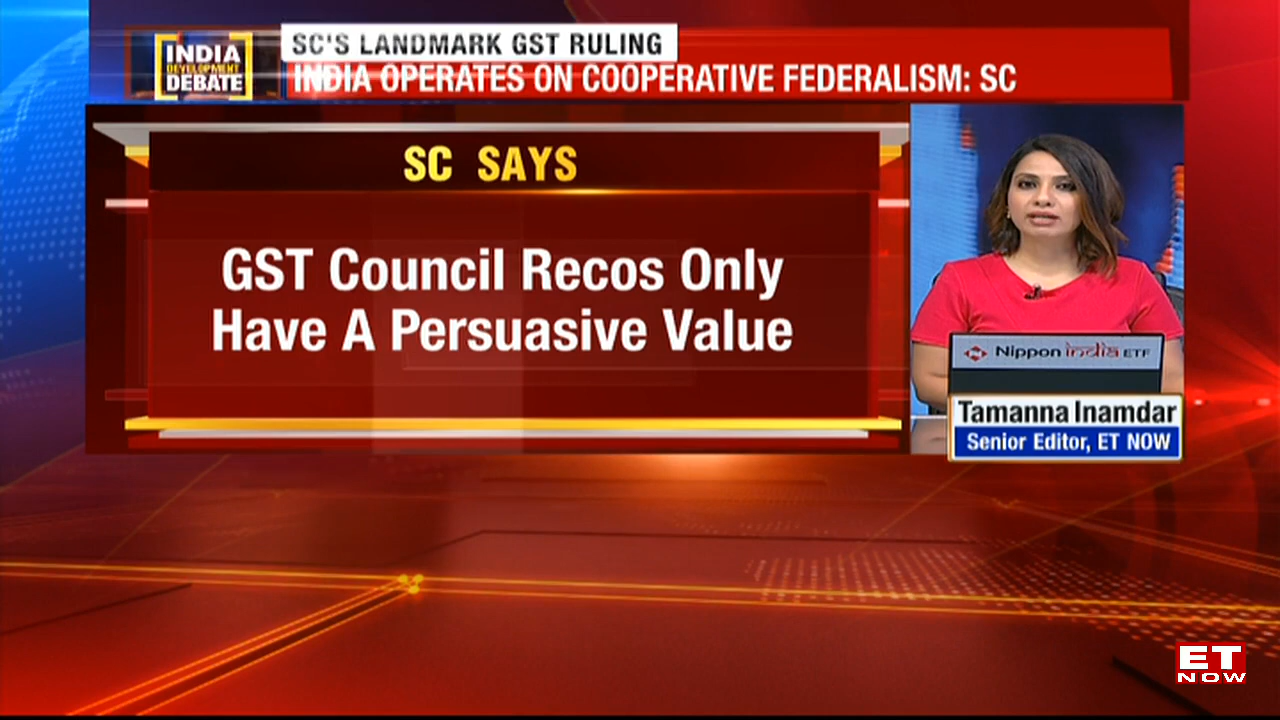 INDIA
DEVELOPMENT
DEBATE
SC'S LANDMARK GST RULING
INDIA OPERATES ON COOPERATIVE FEDERALISM: SC
SC SAYS
GST Council Recos Only
Have A Persuasive Value
Nippon india ETF
Tamanna Inamdar
Senior Editor, ET NOW
ET
NOW